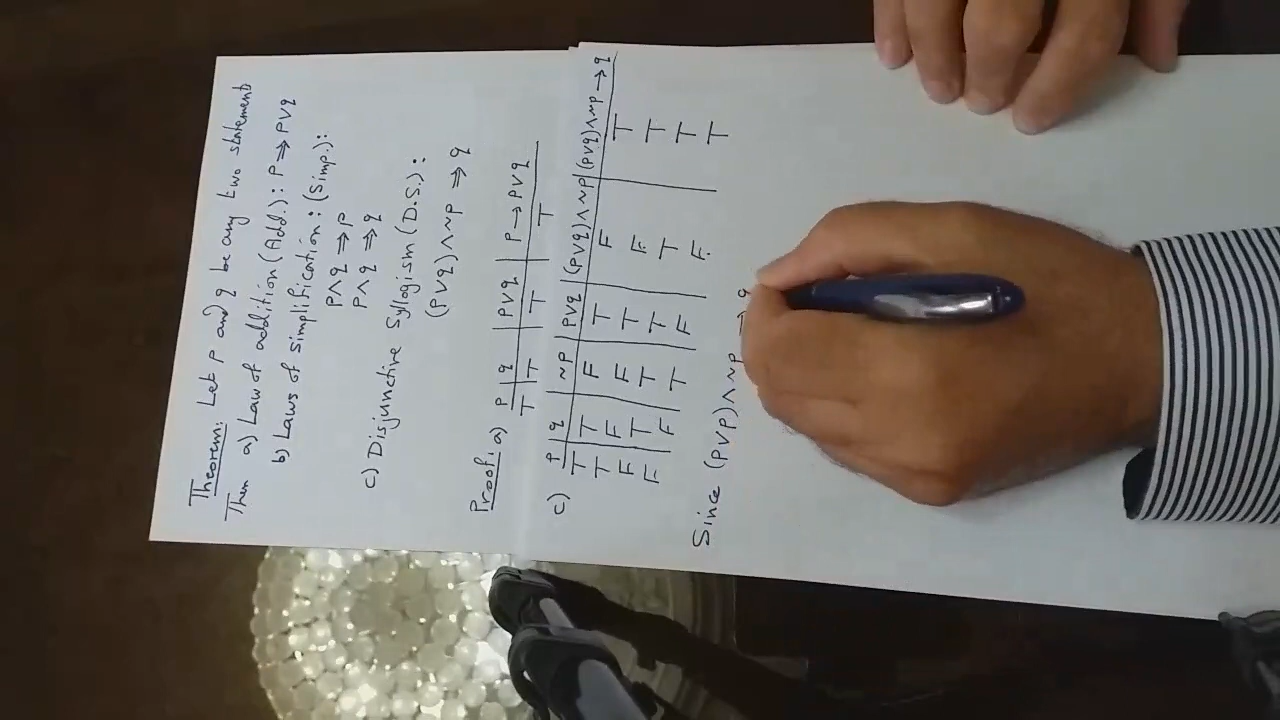 Theorem: Let P and q be any two statements
Then a) Law of addition (Add.): P ⇒ P∨q
b) Laws of simplification: (Simp.):
P∧q ⇒ P
P∧q ⇒ q
c) Disjunctive Syllogism (D.S.):
(P∨q)∧~P ⇒ q
Proof: a) P | q | P∨q | P → P∨q
T | T | T | T
c) P | q | ~P | P∨q | (P∨q)∧~P | (P∨q)∧~P → q
T | T | F | T | F | T
T | F | F | T | F | T
F | T | T | T | T | T
F | F | T | F | F. | T
Since (P∨P)∧~P → q